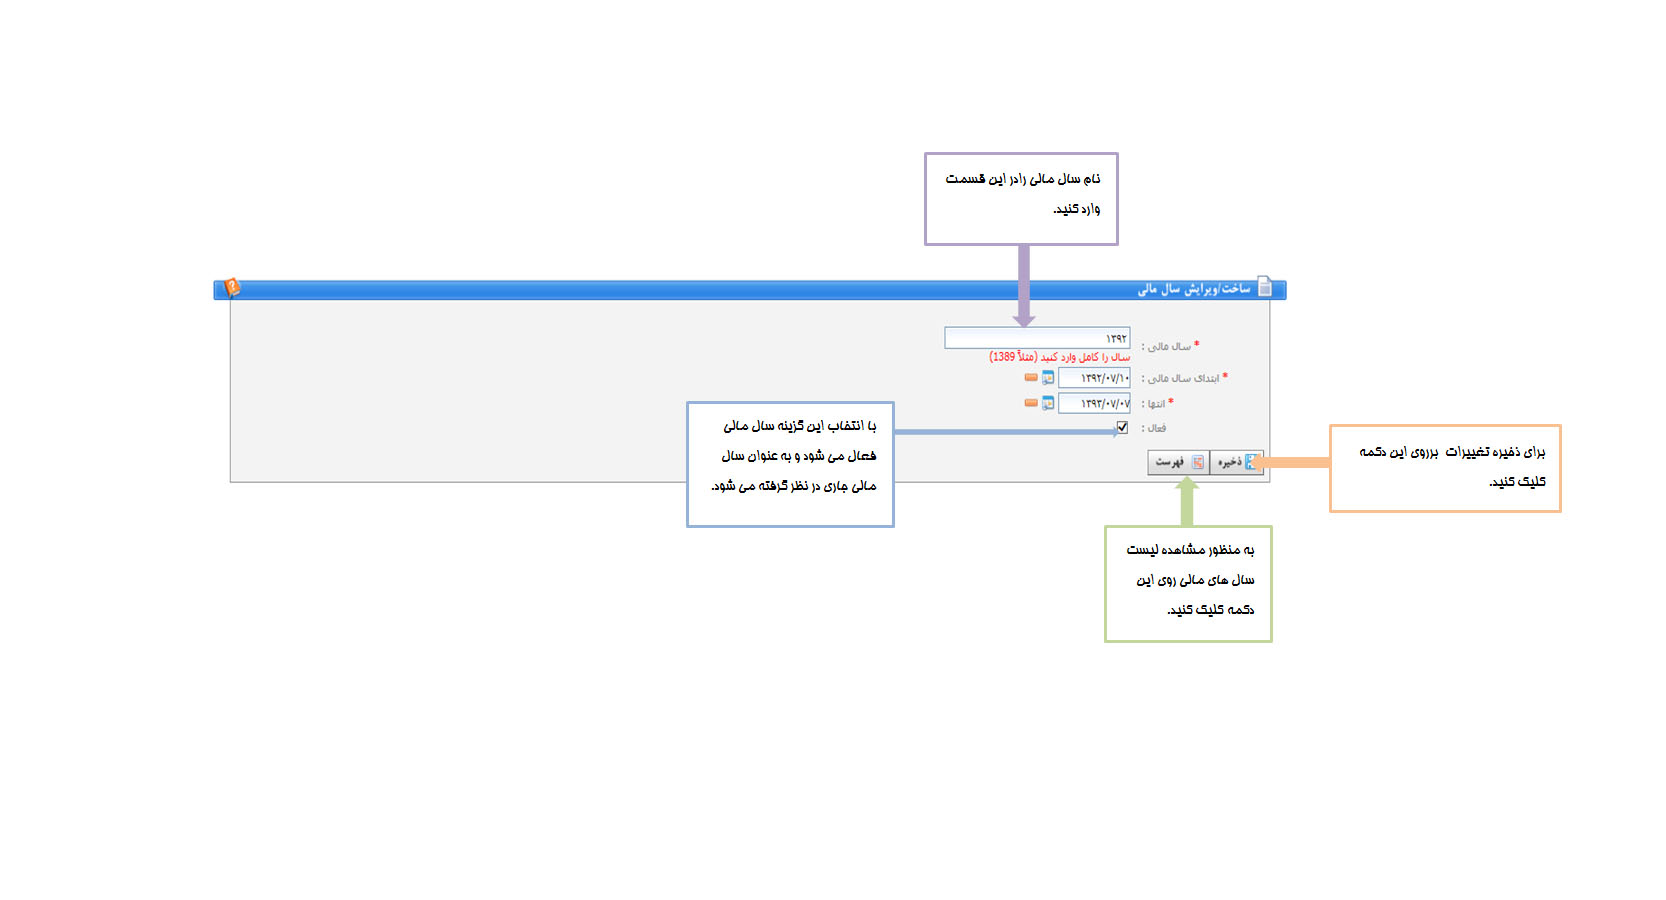 نام سال مالی رادر این قسمت
وارد کنید.
ساخت/ویرایش سال مالی
* سال مالی :
۱۳۹۲
سال را کامل وارد کنید (مثلاً 1389)
* ابتدای سال مالی :
۱۳۹۲/۰۷/۱۰
* انتها :
۱۳۹۳/۰۷/۰۷
فعال :
با انتخاب این گزینه سال مالی
فعال می شود و به عنوان سال
مالی جاری در نظر گرفته می شود.
ذخیره
فهرست
برای ذخیره تغییرات برروی این دکمه
کلیک کنید.
به منظور مشاهده لیست
سال های مالی روی این
دکمه کلیک کنید.